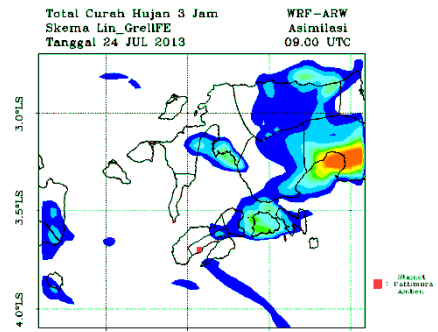 Total Curah Hujan 3 Jam
Skema Lin_GrellFE
Tanggal 24 JUL 2013
WRF-ARW
Asimilasi
09.00 UTC
3.0°LS
3.5°LS
4.0°LS
Stamet
: Pattimura
Ambon